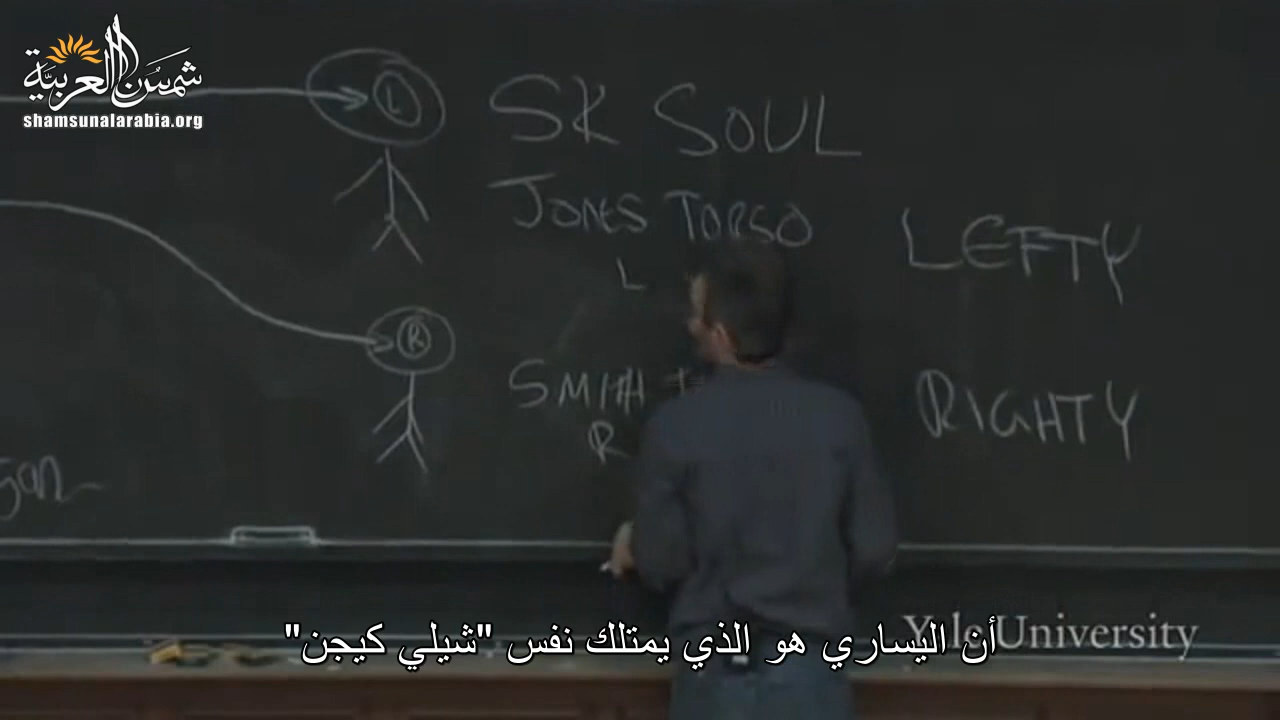 شمس العربية
shamsunalarabia.org
L
SK SOUL
JONES TORSO
L
LEFTY
R
SMITH
R
RIGHTY
Yale University
أن اليساري هو الذي يمتلك نفس "شيلي كيجن"